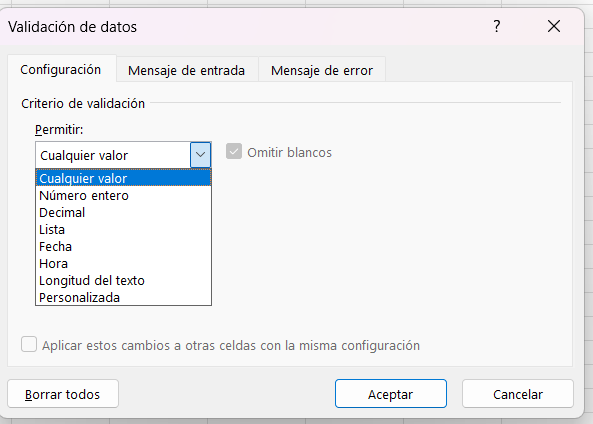 Validación de datos ?
Configuración Mensaje de entrada Mensaje de error
Criterio de validación
Permitir:
Cualquier valor Omitir blancos
Cualquier valor
Número entero
Decimal
Lista
Fecha
Hora
Longitud del texto
Personalizada
Aplicar estos cambios a otras celdas con la misma configuración
Borrar todos Aceptar Cancelar